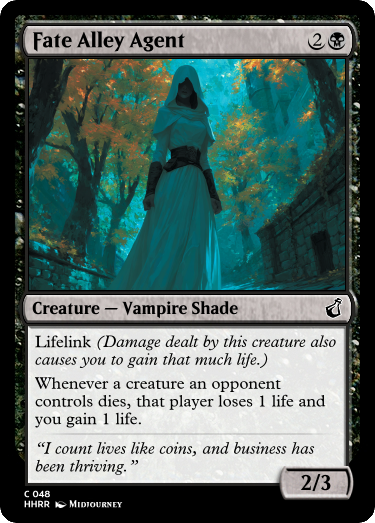 Fate Alley Agent 2
Creature — Vampire Shade
Lifelink (Damage dealt by this creature also
causes you to gain that much life.)
Whenever a creature an opponent
controls dies, that player loses 1 life and
you gain 1 life.
“I count lives like coins, and business has
been thriving.”
2/3
C 048
HHRR Midjourney